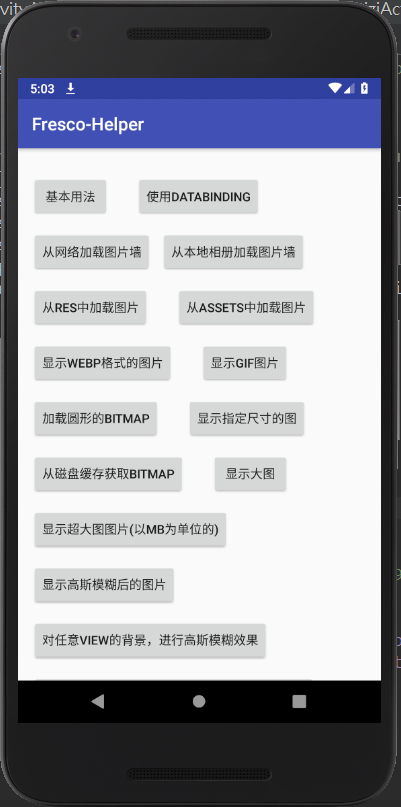 5:03
Fresco-Helper
基本用法 使用DATABINDING
从网络加载图片墙 从本地相册加载图片墙
从RES中加载图片 从ASSETS中加载图片
显示WEBP格式的图片 显示GIF图片
加载圆形的BITMAP 显示指定尺寸的图
从磁盘缓存获取BITMAP 显示大图
显示超大图图片(以MB为单位的)
显示高斯模糊后的图片
对任意VIEW的背景，进行高斯模糊效果